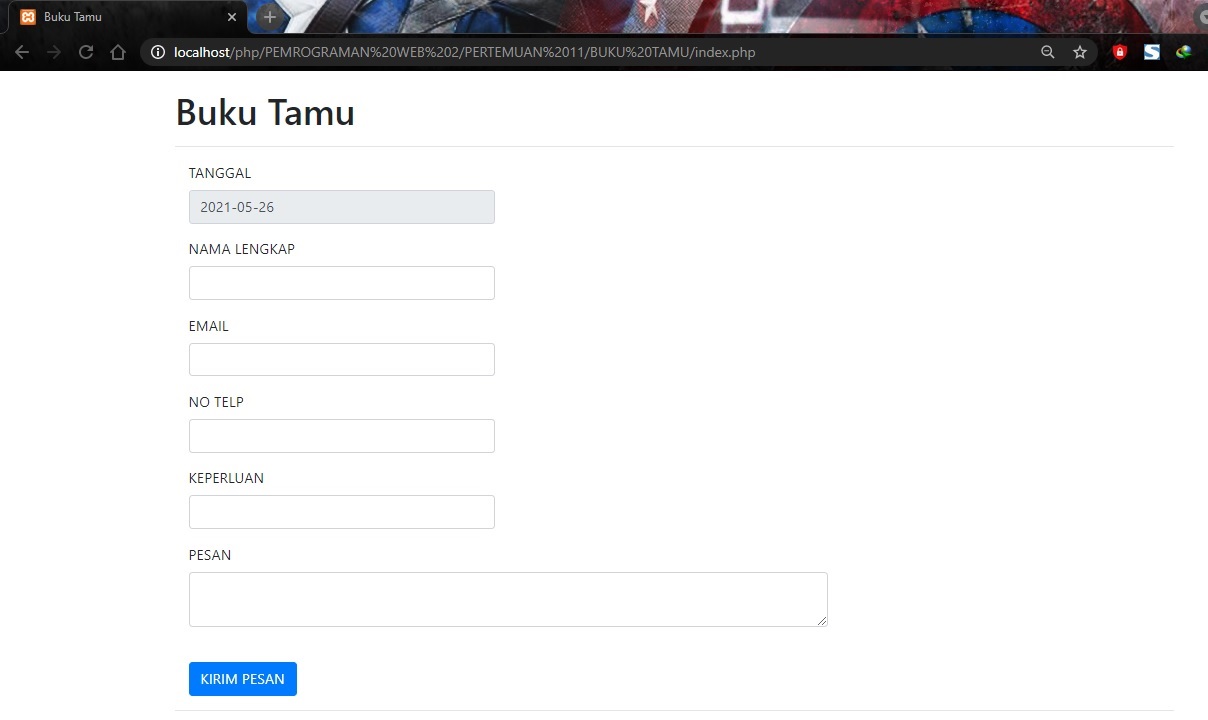 Buku Tamu
localhost/php/PEMROGRAMAN%20WEB%202/PERTEMUAN%2011/BUKU%20TAMU/index.php
Buku Tamu
TANGGAL
2021-05-26
NAMA LENGKAP
EMAIL
NO TELP
KEPERLUAN
PESAN
KIRIM PESAN